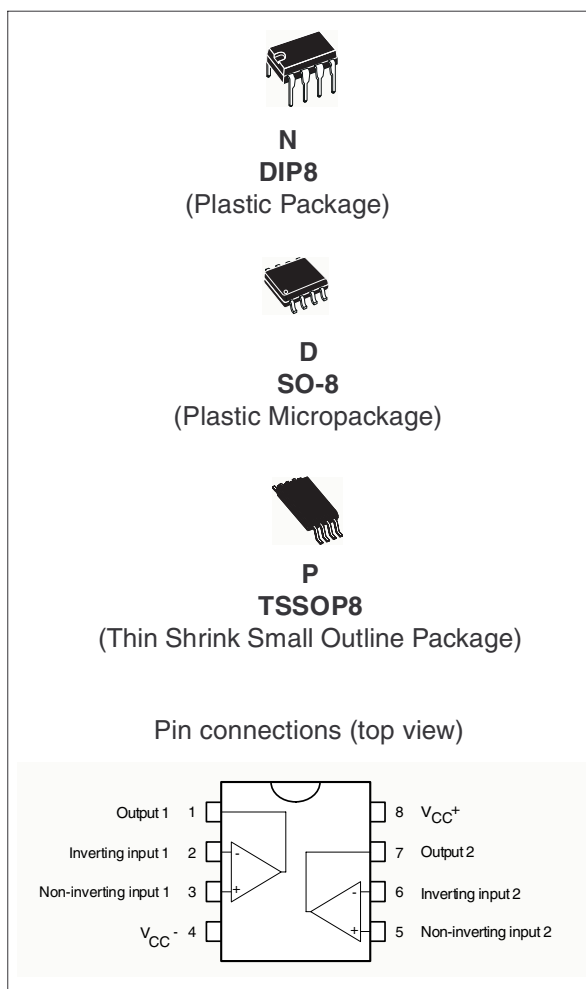 N
DIP8
(Plastic Package)
D
SO-8
(Plastic Micropackage)
P
TSSOP8
(Thin Shrink Small Outline Package)
Pin connections (top view)
Output 1 1 8 VCC+
Inverting input 1 2 - 7 Output 2
Non-inverting input 1 3 + - 6 Inverting input 2
VCC - 4 + 5 Non-inverting input 2